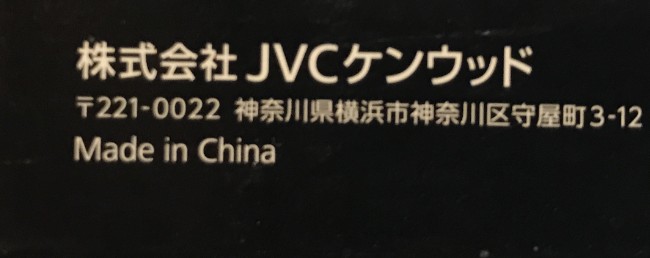 株式会社 JVCケンウッド
〒221-0022 神奈川県横浜市神奈川区守屋町3-12
Made in China